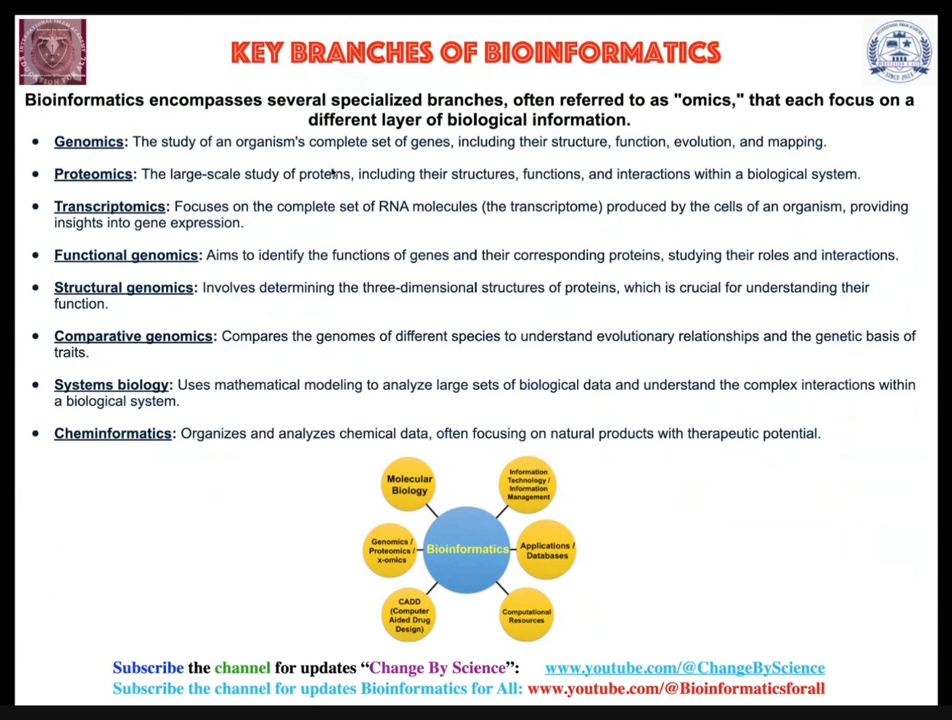 KEY BRANCHES OF BIOINFORMATICS
Bioinformatics encompasses several specialized branches, often referred to as "omics," that each focus on a
different layer of biological information.
• Genomics: The study of an organism's complete set of genes, including their structure, function, evolution, and mapping.
• Proteomics: The large-scale study of proteins, including their structures, functions, and interactions within a biological system.
• Transcriptomics: Focuses on the complete set of RNA molecules (the transcriptome) produced by the cells of an organism, providing
insights into gene expression.
• Functional genomics: Aims to identify the functions of genes and their corresponding proteins, studying their roles and interactions.
• Structural genomics: Involves determining the three-dimensional structures of proteins, which is crucial for understanding their
function.
• Comparative genomics: Compares the genomes of different species to understand evolutionary relationships and the genetic basis of
traits.
• Systems biology: Uses mathematical modeling to analyze large sets of biological data and understand the complex interactions within
a biological system.
• Cheminformatics: Organizes and analyzes chemical data, often focusing on natural products with therapeutic potential.
Molecular
Biology
Information
Technology /
Information
Management
Genomics /
Proteomics /
x-omics
Bioinformatics
Applications /
Databases
CADD
(Computer
Aided Drug
Design)
Computational
Resources
Subscribe the channel for updates “Change By Science”: www.youtube.com/@ChangeByScience
Subscribe the channel for updates Bioinformatics for All: www.youtube.com/@Bioinformaticsforall